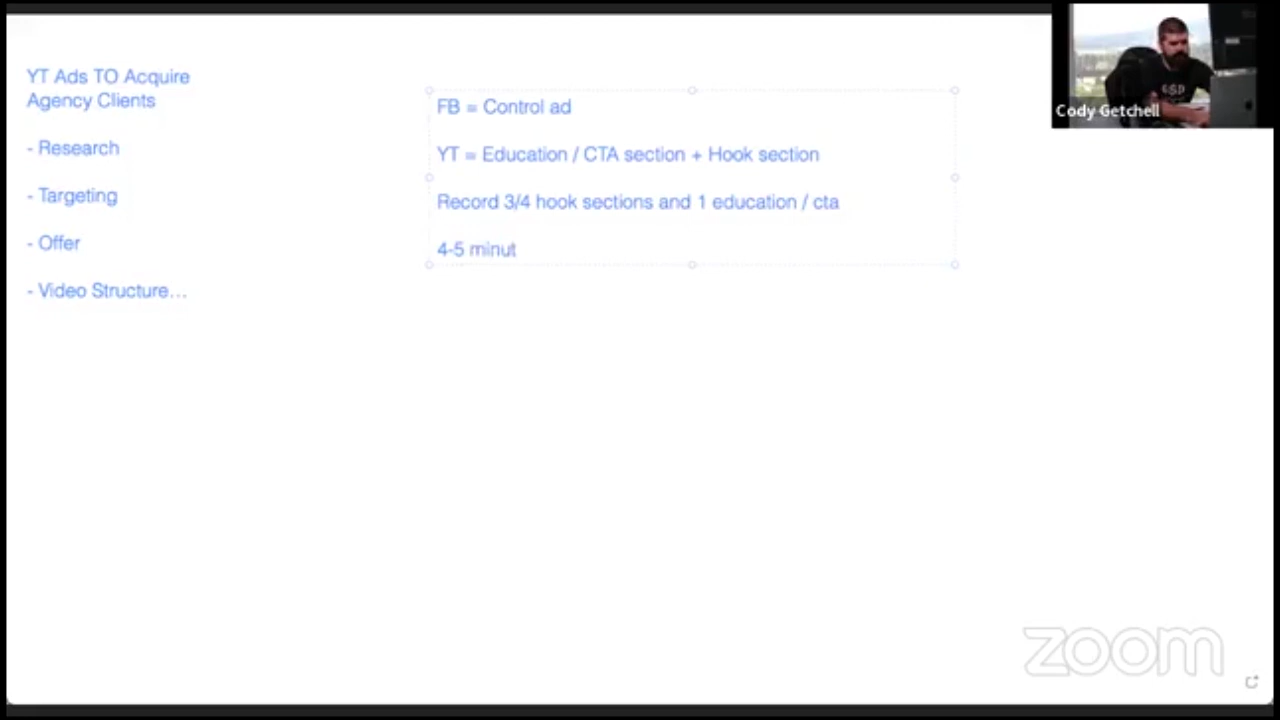 YT Ads TO Acquire
Agency Clients
- Research
- Targeting
- Offer
- Video Structure...
FB = Control ad
YT = Education / CTA section + Hook section
Record 3/4 hook sections and 1 education / cta
4-5 minut
GSD
Cody Getchell
zoom